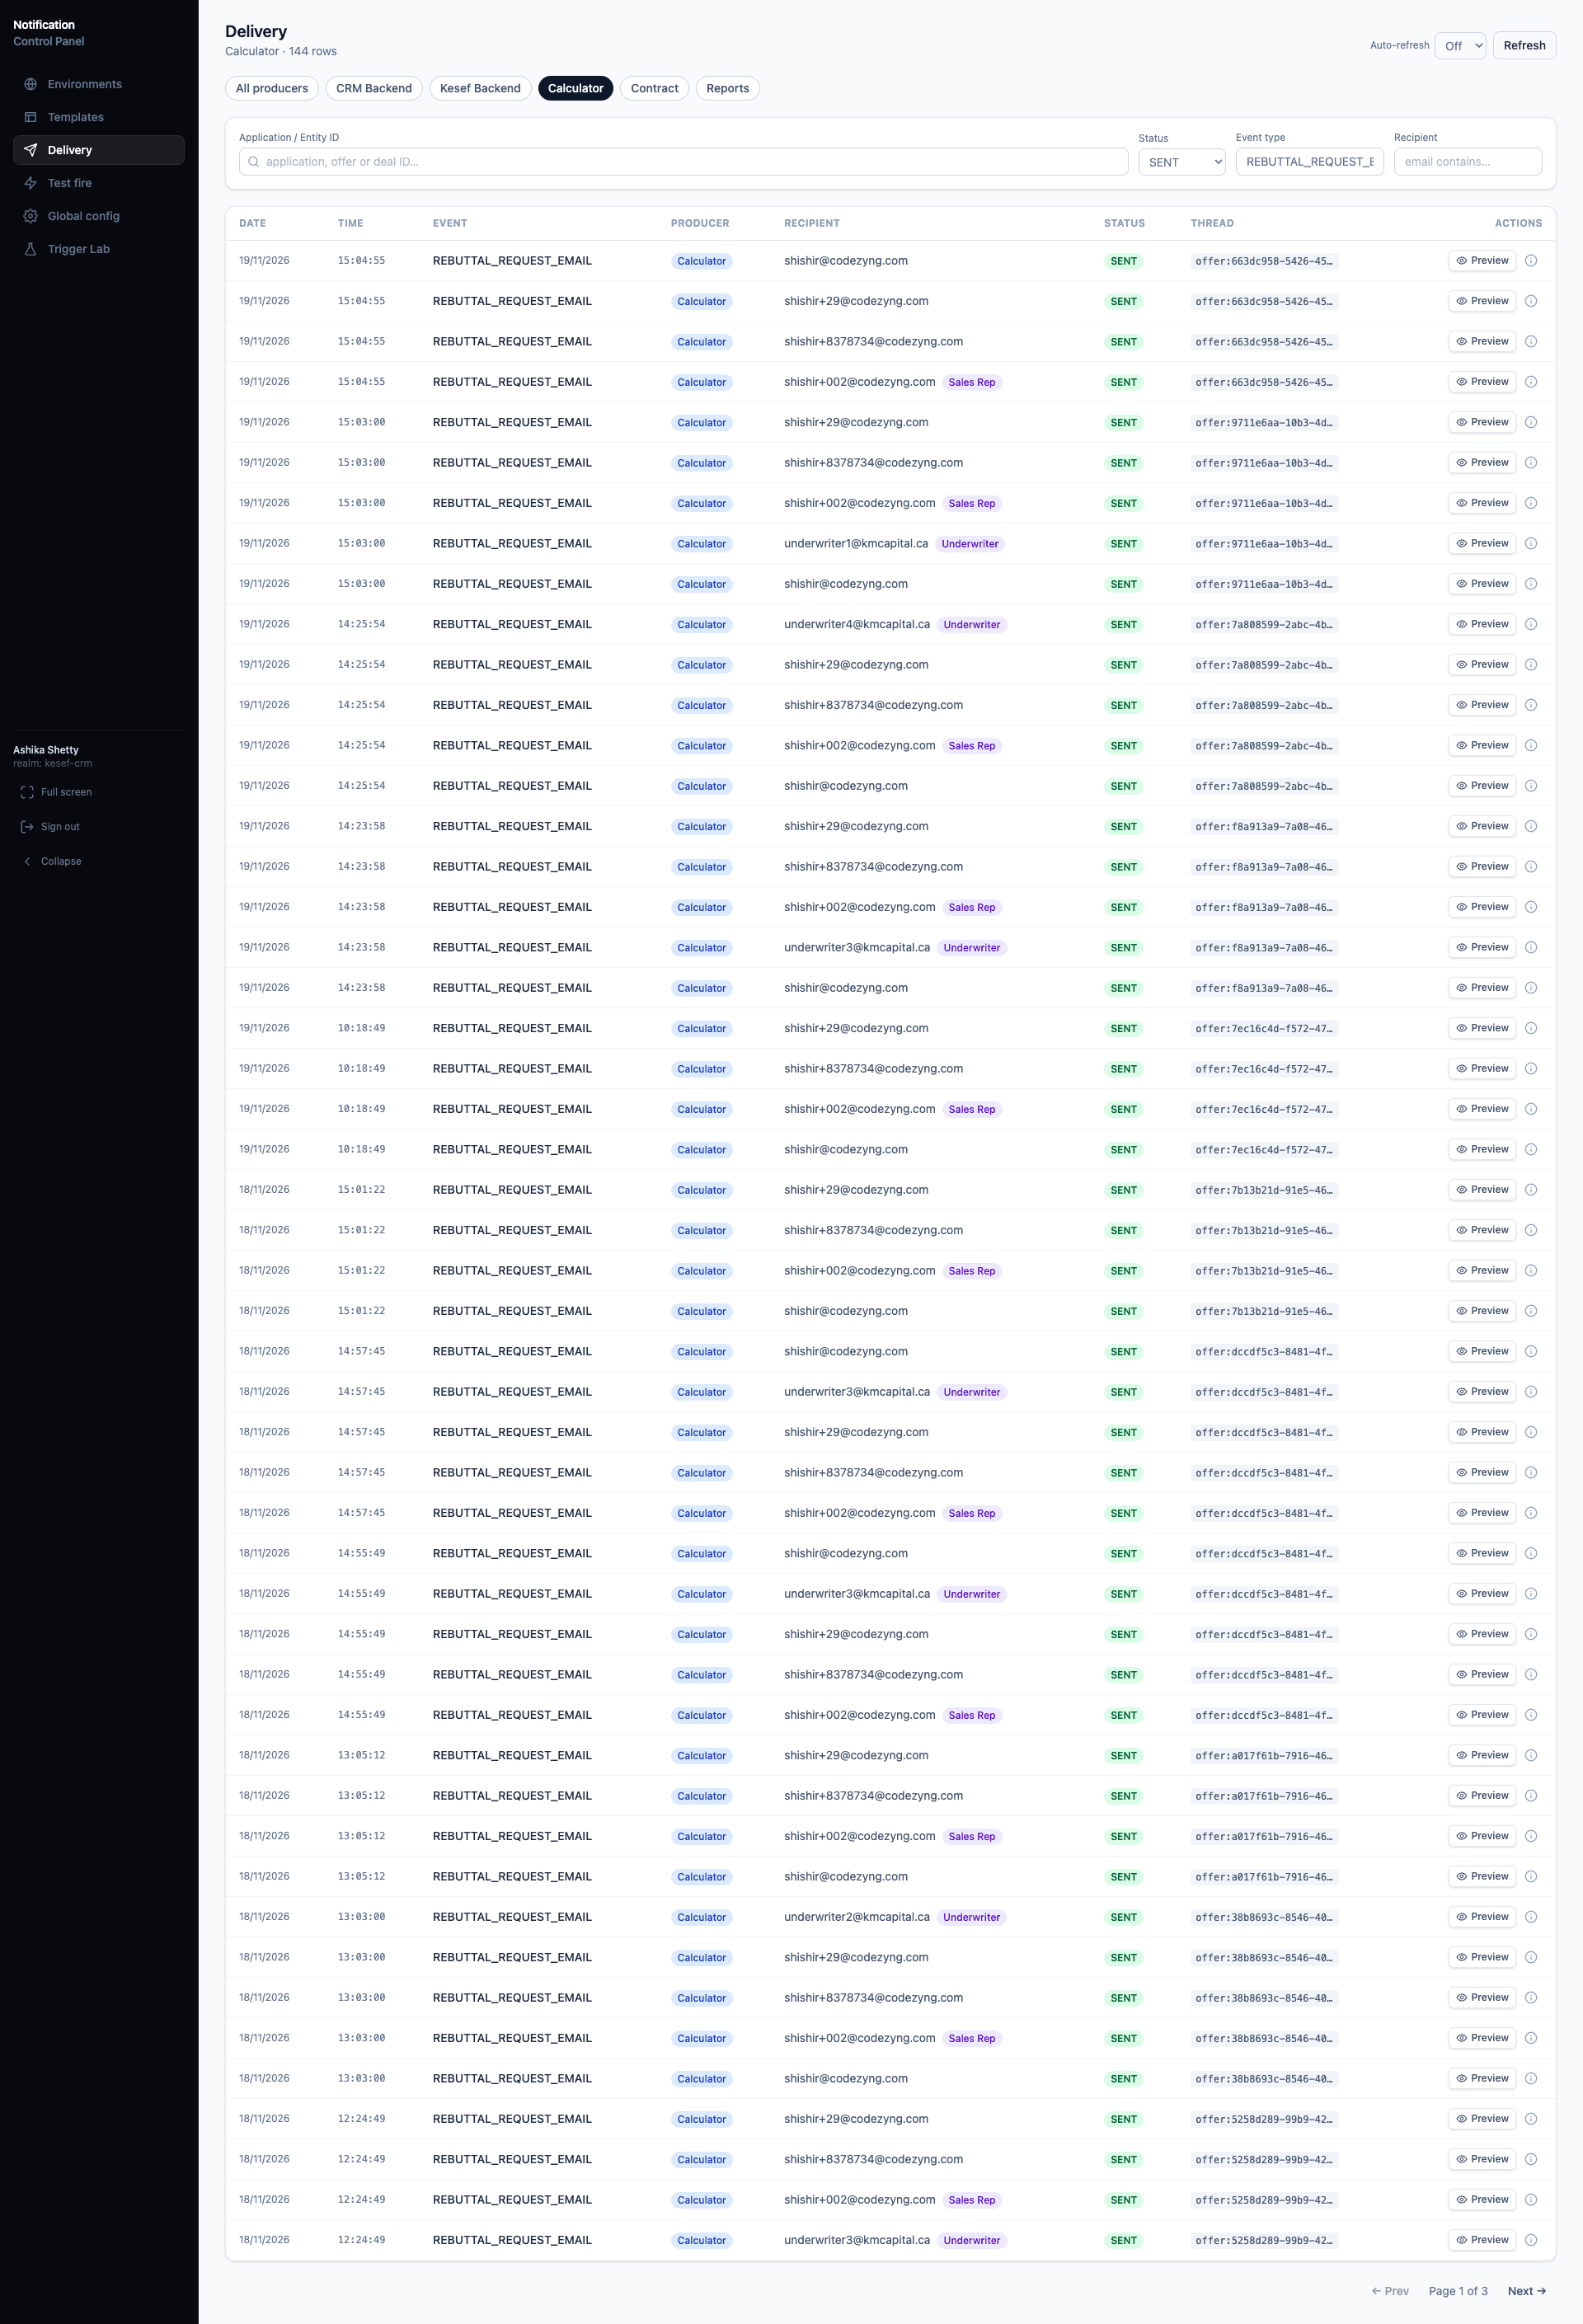 Notification
Control Panel
Environments
Templates
Delivery
Test fire
Global config
Trigger Lab
Ashika Shetty
realm: kesef-crm
Full screen
Sign out
Collapse
Delivery
Calculator · 144 rows
Auto-refresh Off Refresh
All producers CRM Backend Kesef Backend Calculator Contract Reports
Application / Entity ID Status Event type Recipient
application, offer or deal ID... SENT REBUTTAL_REQUEST_E email contains...
DATE TIME EVENT PRODUCER RECIPIENT STATUS THREAD ACTIONS
19/11/2026 15:04:55 REBUTTAL_REQUEST_EMAIL Calculator shishir@codezyng.com SENT offer:663dc958-5426-45… Preview
19/11/2026 15:04:55 REBUTTAL_REQUEST_EMAIL Calculator shishir+29@codezyng.com SENT offer:663dc958-5426-45… Preview
19/11/2026 15:04:55 REBUTTAL_REQUEST_EMAIL Calculator shishir+8378734@codezyng.com SENT offer:663dc958-5426-45… Preview
19/11/2026 15:04:55 REBUTTAL_REQUEST_EMAIL Calculator shishir+002@codezyng.com Sales Rep SENT offer:663dc958-5426-45… Preview
19/11/2026 15:03:00 REBUTTAL_REQUEST_EMAIL Calculator shishir+29@codezyng.com SENT offer:9711e6aa-10b3-4d… Preview
19/11/2026 15:03:00 REBUTTAL_REQUEST_EMAIL Calculator shishir+8378734@codezyng.com SENT offer:9711e6aa-10b3-4d… Preview
19/11/2026 15:03:00 REBUTTAL_REQUEST_EMAIL Calculator shishir+002@codezyng.com Sales Rep SENT offer:9711e6aa-10b3-4d… Preview
19/11/2026 15:03:00 REBUTTAL_REQUEST_EMAIL Calculator underwriter1@kmcapital.ca Underwriter SENT offer:9711e6aa-10b3-4d… Preview
19/11/2026 15:03:00 REBUTTAL_REQUEST_EMAIL Calculator shishir@codezyng.com SENT offer:9711e6aa-10b3-4d… Preview
19/11/2026 14:25:54 REBUTTAL_REQUEST_EMAIL Calculator underwriter4@kmcapital.ca Underwriter SENT offer:7a808599-2abc-4b… Preview
19/11/2026 14:25:54 REBUTTAL_REQUEST_EMAIL Calculator shishir+29@codezyng.com SENT offer:7a808599-2abc-4b… Preview
19/11/2026 14:25:54 REBUTTAL_REQUEST_EMAIL Calculator shishir+8378734@codezyng.com SENT offer:7a808599-2abc-4b… Preview
19/11/2026 14:25:54 REBUTTAL_REQUEST_EMAIL Calculator shishir+002@codezyng.com Sales Rep SENT offer:7a808599-2abc-4b… Preview
19/11/2026 14:25:54 REBUTTAL_REQUEST_EMAIL Calculator shishir@codezyng.com SENT offer:7a808599-2abc-4b… Preview
19/11/2026 14:23:58 REBUTTAL_REQUEST_EMAIL Calculator shishir+29@codezyng.com SENT offer:f8a913a9-7a08-46… Preview
19/11/2026 14:23:58 REBUTTAL_REQUEST_EMAIL Calculator shishir+8378734@codezyng.com SENT offer:f8a913a9-7a08-46… Preview
19/11/2026 14:23:58 REBUTTAL_REQUEST_EMAIL Calculator shishir+002@codezyng.com Sales Rep SENT offer:f8a913a9-7a08-46… Preview
19/11/2026 14:23:58 REBUTTAL_REQUEST_EMAIL Calculator underwriter3@kmcapital.ca Underwriter SENT offer:f8a913a9-7a08-46… Preview
19/11/2026 14:23:58 REBUTTAL_REQUEST_EMAIL Calculator shishir@codezyng.com SENT offer:f8a913a9-7a08-46… Preview
19/11/2026 10:18:49 REBUTTAL_REQUEST_EMAIL Calculator shishir+29@codezyng.com SENT offer:7ec16c4d-f572-47… Preview
19/11/2026 10:18:49 REBUTTAL_REQUEST_EMAIL Calculator shishir+8378734@codezyng.com SENT offer:7ec16c4d-f572-47… Preview
19/11/2026 10:18:49 REBUTTAL_REQUEST_EMAIL Calculator shishir+002@codezyng.com Sales Rep SENT offer:7ec16c4d-f572-47… Preview
19/11/2026 10:18:49 REBUTTAL_REQUEST_EMAIL Calculator shishir@codezyng.com SENT offer:7ec16c4d-f572-47… Preview
18/11/2026 15:01:22 REBUTTAL_REQUEST_EMAIL Calculator shishir+29@codezyng.com SENT offer:7b13b21d-91e5-46… Preview
18/11/2026 15:01:22 REBUTTAL_REQUEST_EMAIL Calculator shishir+8378734@codezyng.com SENT offer:7b13b21d-91e5-46… Preview
18/11/2026 15:01:22 REBUTTAL_REQUEST_EMAIL Calculator shishir+002@codezyng.com Sales Rep SENT offer:7b13b21d-91e5-46… Preview
18/11/2026 15:01:22 REBUTTAL_REQUEST_EMAIL Calculator shishir@codezyng.com SENT offer:7b13b21d-91e5-46… Preview
18/11/2026 14:57:45 REBUTTAL_REQUEST_EMAIL Calculator shishir@codezyng.com SENT offer:dccdf5c3-8481-4f… Preview
18/11/2026 14:57:45 REBUTTAL_REQUEST_EMAIL Calculator underwriter3@kmcapital.ca Underwriter SENT offer:dccdf5c3-8481-4f… Preview
18/11/2026 14:57:45 REBUTTAL_REQUEST_EMAIL Calculator shishir+29@codezyng.com SENT offer:dccdf5c3-8481-4f… Preview
18/11/2026 14:57:45 REBUTTAL_REQUEST_EMAIL Calculator shishir+8378734@codezyng.com SENT offer:dccdf5c3-8481-4f… Preview
18/11/2026 14:57:45 REBUTTAL_REQUEST_EMAIL Calculator shishir+002@codezyng.com Sales Rep SENT offer:dccdf5c3-8481-4f… Preview
18/11/2026 14:55:49 REBUTTAL_REQUEST_EMAIL Calculator shishir@codezyng.com SENT offer:dccdf5c3-8481-4f… Preview
18/11/2026 14:55:49 REBUTTAL_REQUEST_EMAIL Calculator underwriter3@kmcapital.ca Underwriter SENT offer:dccdf5c3-8481-4f… Preview
18/11/2026 14:55:49 REBUTTAL_REQUEST_EMAIL Calculator shishir+29@codezyng.com SENT offer:dccdf5c3-8481-4f… Preview
18/11/2026 14:55:49 REBUTTAL_REQUEST_EMAIL Calculator shishir+8378734@codezyng.com SENT offer:dccdf5c3-8481-4f… Preview
18/11/2026 14:55:49 REBUTTAL_REQUEST_EMAIL Calculator shishir+002@codezyng.com Sales Rep SENT offer:dccdf5c3-8481-4f… Preview
18/11/2026 13:05:12 REBUTTAL_REQUEST_EMAIL Calculator shishir+29@codezyng.com SENT offer:a017f61b-7916-46… Preview
18/11/2026 13:05:12 REBUTTAL_REQUEST_EMAIL Calculator shishir+8378734@codezyng.com SENT offer:a017f61b-7916-46… Preview
18/11/2026 13:05:12 REBUTTAL_REQUEST_EMAIL Calculator shishir+002@codezyng.com Sales Rep SENT offer:a017f61b-7916-46… Preview
18/11/2026 13:05:12 REBUTTAL_REQUEST_EMAIL Calculator shishir@codezyng.com SENT offer:a017f61b-7916-46… Preview
18/11/2026 13:03:00 REBUTTAL_REQUEST_EMAIL Calculator underwriter2@kmcapital.ca Underwriter SENT offer:38b8693c-8546-40… Preview
18/11/2026 13:03:00 REBUTTAL_REQUEST_EMAIL Calculator shishir+29@codezyng.com SENT offer:38b8693c-8546-40… Preview
18/11/2026 13:03:00 REBUTTAL_REQUEST_EMAIL Calculator shishir+8378734@codezyng.com SENT offer:38b8693c-8546-40… Preview
18/11/2026 13:03:00 REBUTTAL_REQUEST_EMAIL Calculator shishir+002@codezyng.com Sales Rep SENT offer:38b8693c-8546-40… Preview
18/11/2026 13:03:00 REBUTTAL_REQUEST_EMAIL Calculator shishir@codezyng.com SENT offer:38b8693c-8546-40… Preview
18/11/2026 12:24:49 REBUTTAL_REQUEST_EMAIL Calculator shishir+29@codezyng.com SENT offer:5258d289-99b9-42… Preview
18/11/2026 12:24:49 REBUTTAL_REQUEST_EMAIL Calculator shishir+8378734@codezyng.com SENT offer:5258d289-99b9-42… Preview
18/11/2026 12:24:49 REBUTTAL_REQUEST_EMAIL Calculator shishir+002@codezyng.com Sales Rep SENT offer:5258d289-99b9-42… Preview
18/11/2026 12:24:49 REBUTTAL_REQUEST_EMAIL Calculator underwriter3@kmcapital.ca Underwriter SENT offer:5258d289-99b9-42… Preview
← Prev Page 1 of 3 Next →